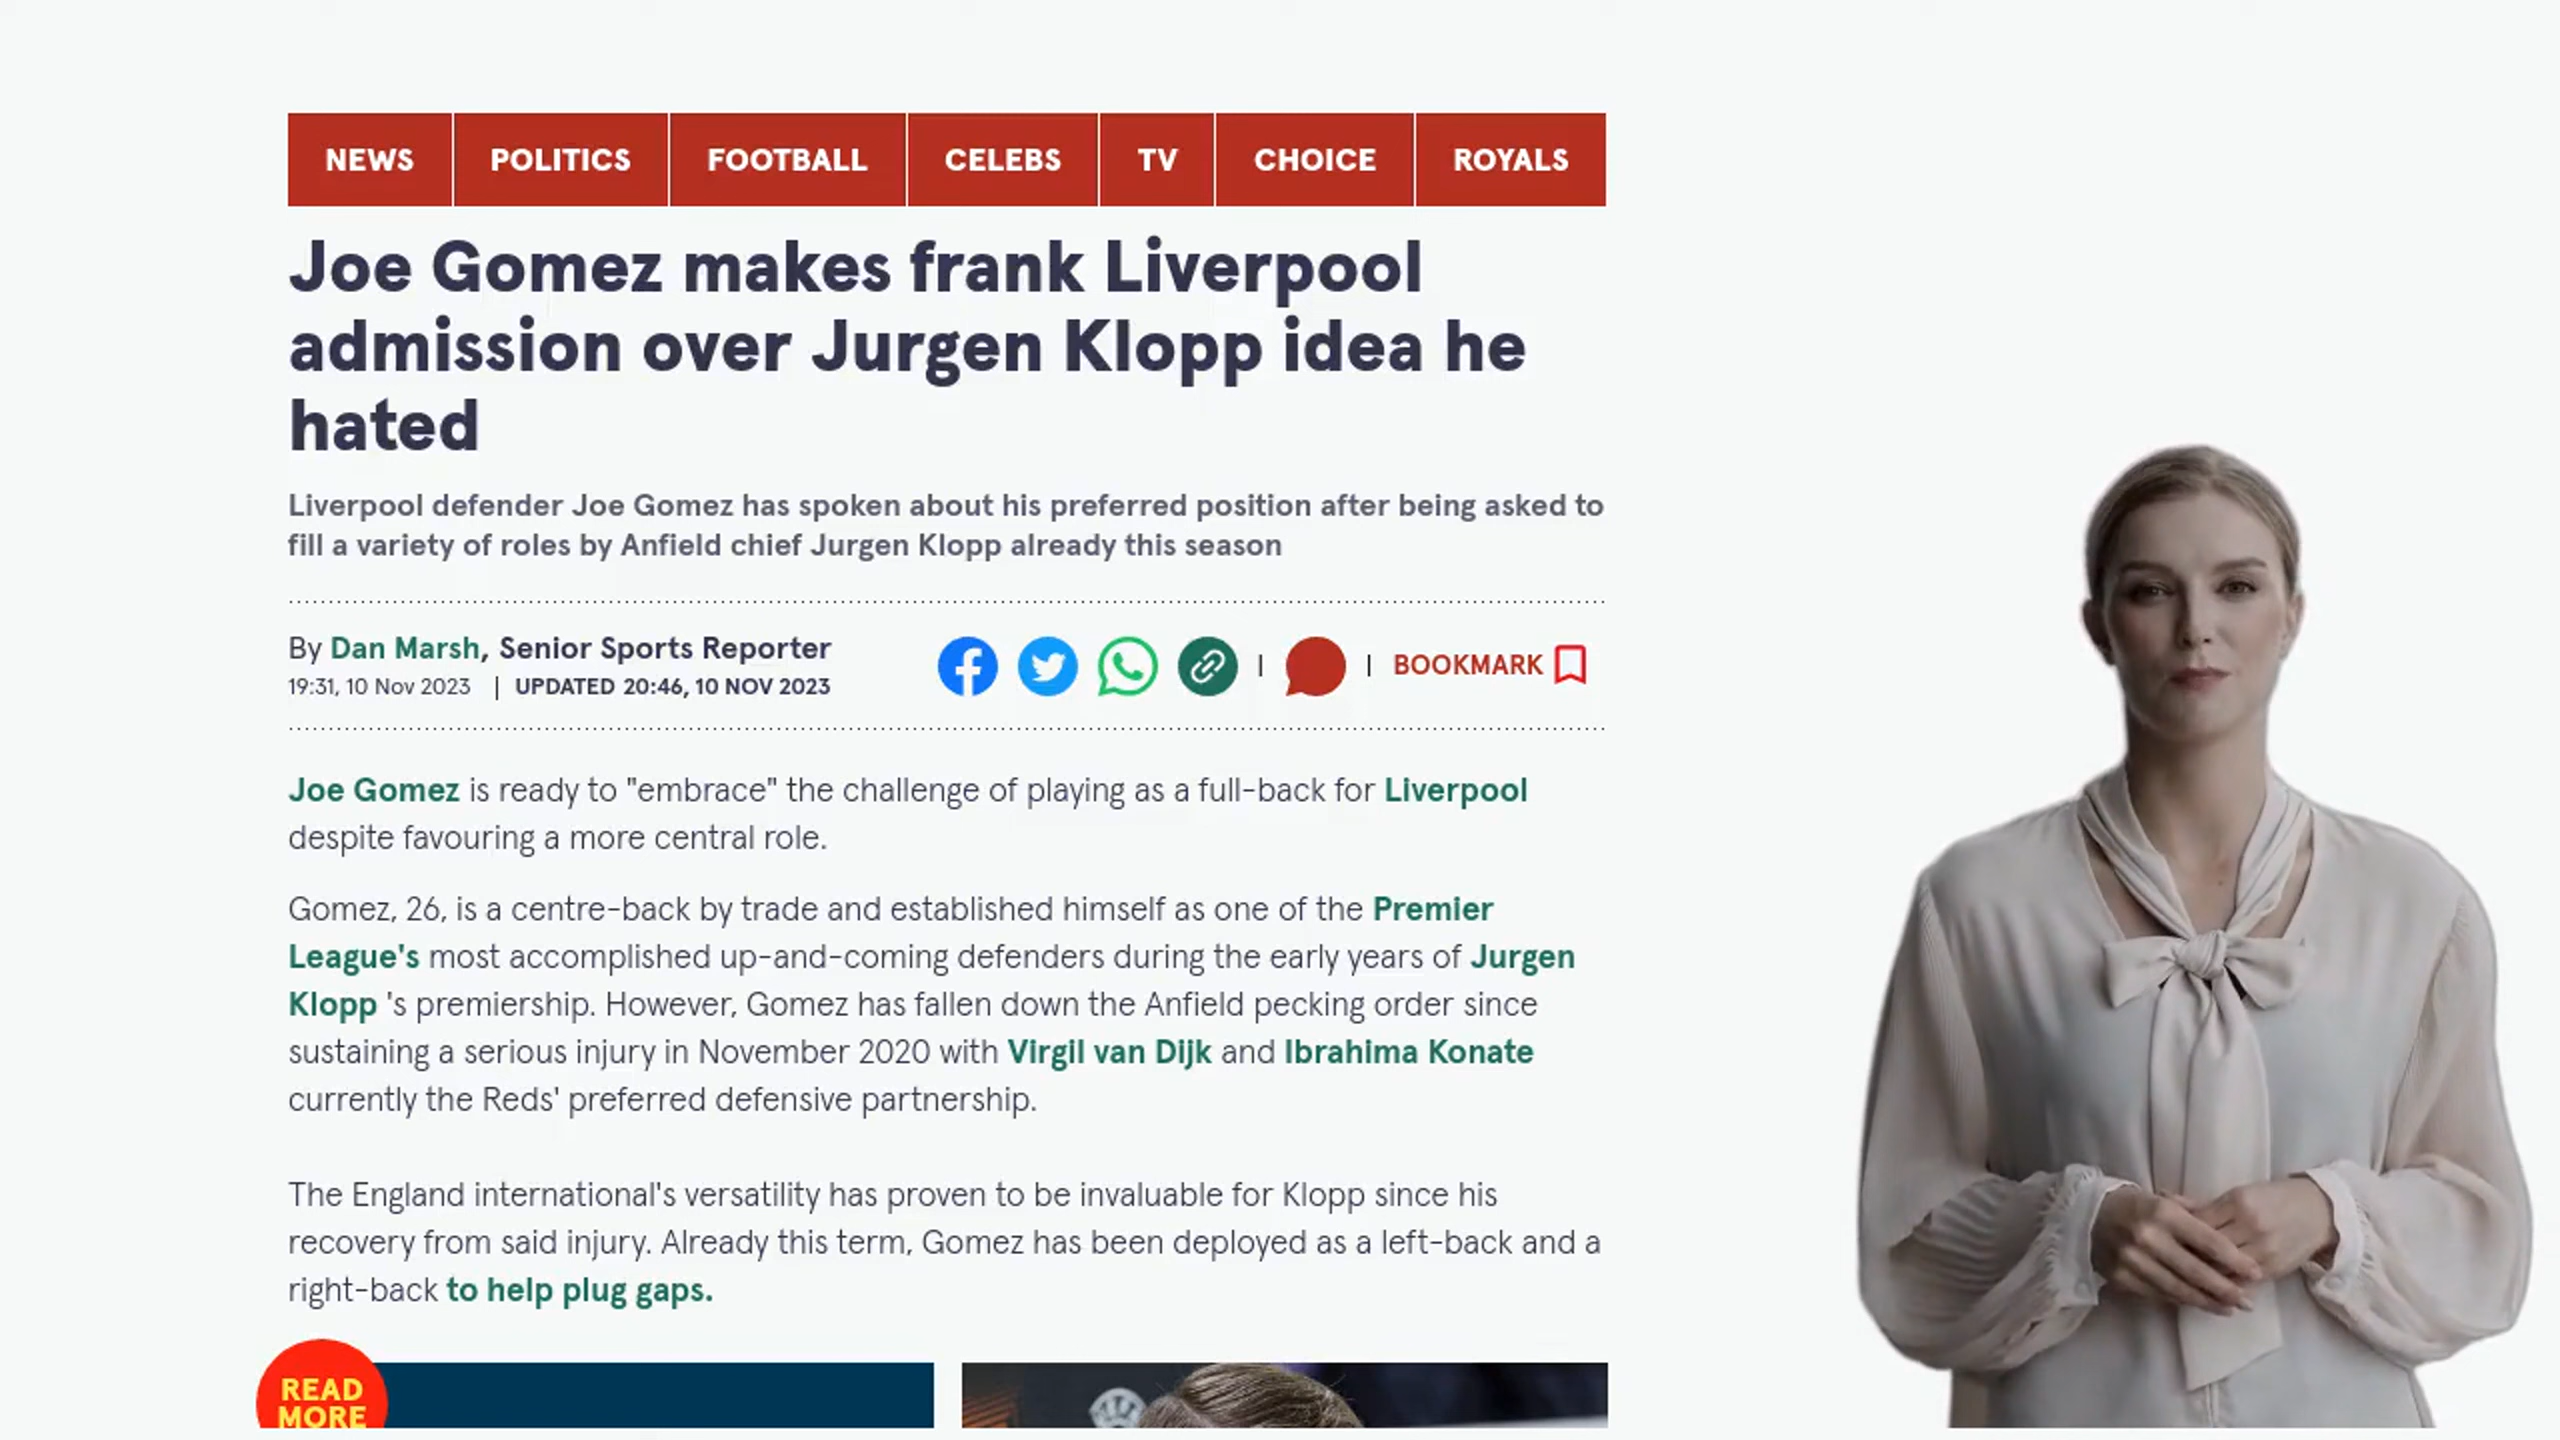 NEWS POLITICS FOOTBALL CELEBS TV CHOICE ROYALS
Joe Gomez makes frank Liverpool
admission over Jurgen Klopp idea he
hated
Liverpool defender Joe Gomez has spoken about his preferred position after being asked to
fill a variety of roles by Anfield chief Jurgen Klopp already this season
By Dan Marsh, Senior Sports Reporter
19:31, 10 Nov 2023 | UPDATED 20:46, 10 NOV 2023
| | BOOKMARK
Joe Gomez is ready to "embrace" the challenge of playing as a full-back for Liverpool
despite favouring a more central role.
Gomez, 26, is a centre-back by trade and established himself as one of the Premier
League's most accomplished up-and-coming defenders during the early years of Jurgen
Klopp 's premiership. However, Gomez has fallen down the Anfield pecking order since
sustaining a serious injury in November 2020 with Virgil van Dijk and Ibrahima Konate
currently the Reds' preferred defensive partnership.
The England international's versatility has proven to be invaluable for Klopp since his
recovery from said injury. Already this term, Gomez has been deployed as a left-back and a
right-back to help plug gaps.
READ
MORE